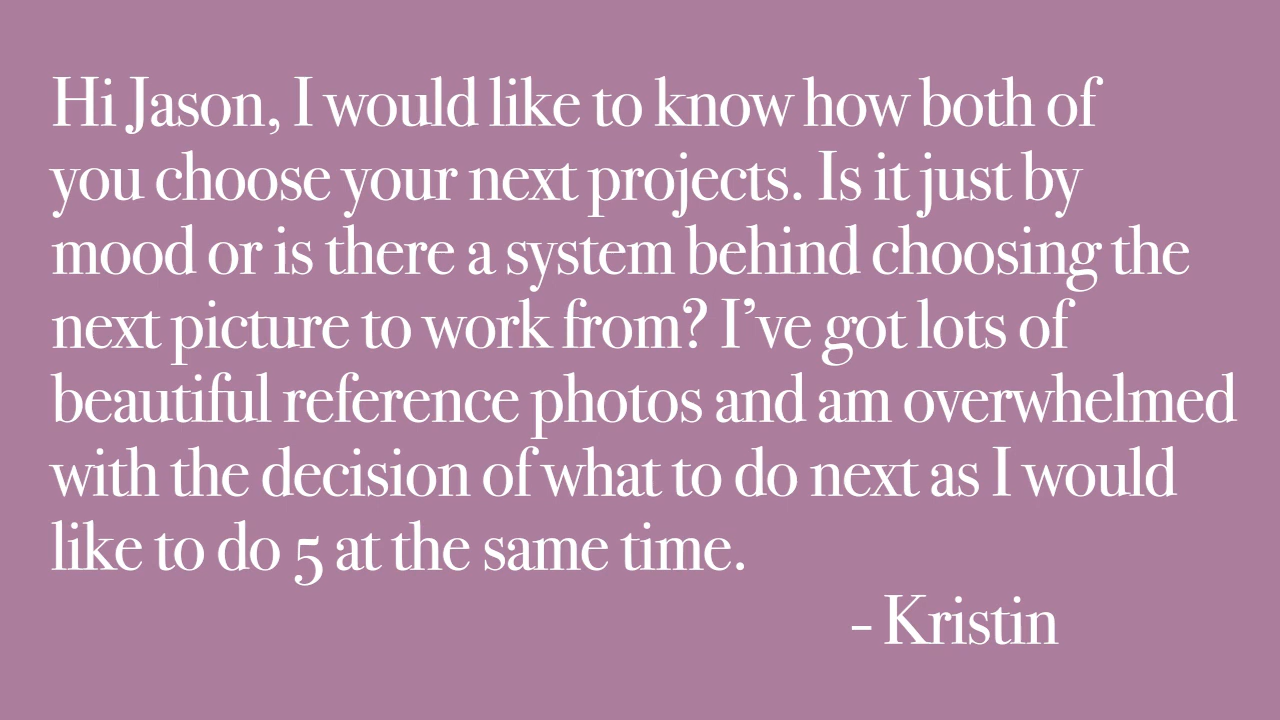 Hi Jason, I would like to know how both of
you choose your next projects. Is it just by
mood or is there a system behind choosing the
next picture to work from? I’ve got lots of
beautiful reference photos and am overwhelmed
with the decision of what to do next as I would
like to do 5 at the same time.
– Kristin